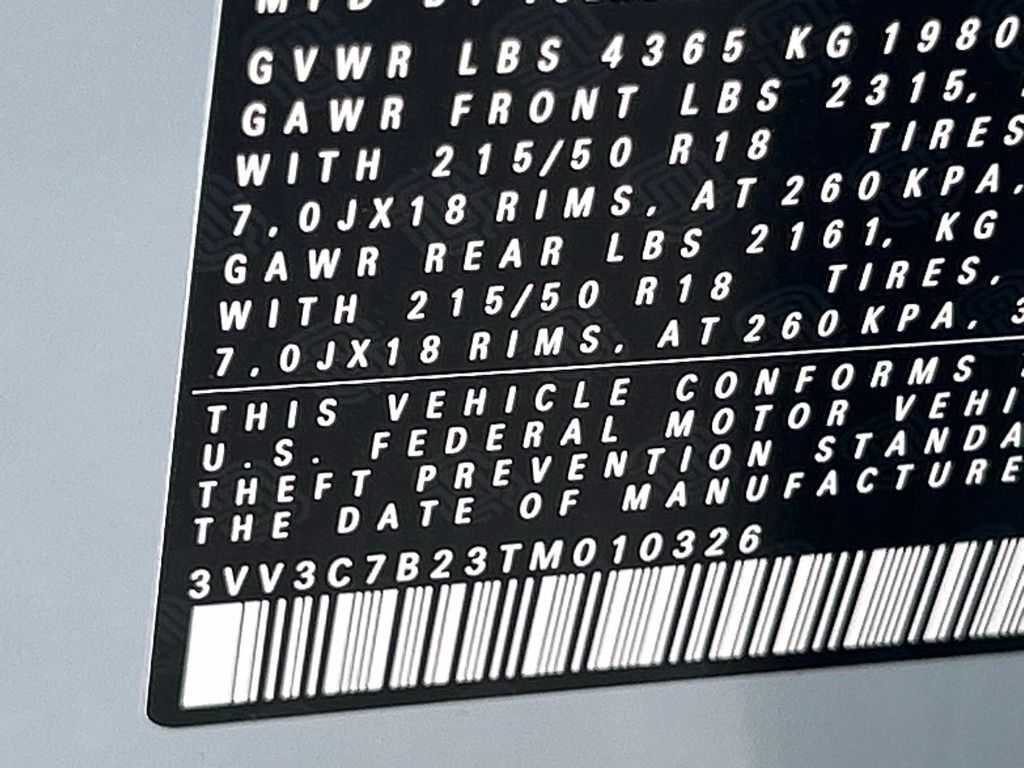 GVWR LBS 4365 KG 1980
GAWR FRONT LBS 2315,
WITH 215/50 R18 TIRES
7.0JX18 RIMS, AT 260 KPA,
GAWR REAR LBS 2161, KG
WITH 215/50 R18 TIRES,
7.0JX18 RIMS, AT 260 KPA, 3
THIS VEHICLE CONFORMS
U.S. FEDERAL MOTOR VEHI
THEFT PREVENTION STANDA
THE DATE OF MANUFACTURE
3VV3C7B23TM010326